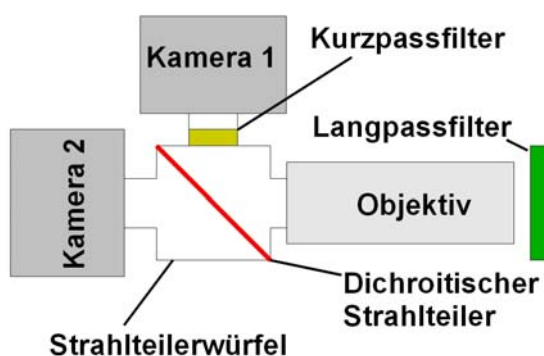 Kamera 1
Kurzpassfilter
Langpassfilter
Kamera 2
Objektiv
Dichroitischer
Strahlteiler
Strahlteilerwürfel